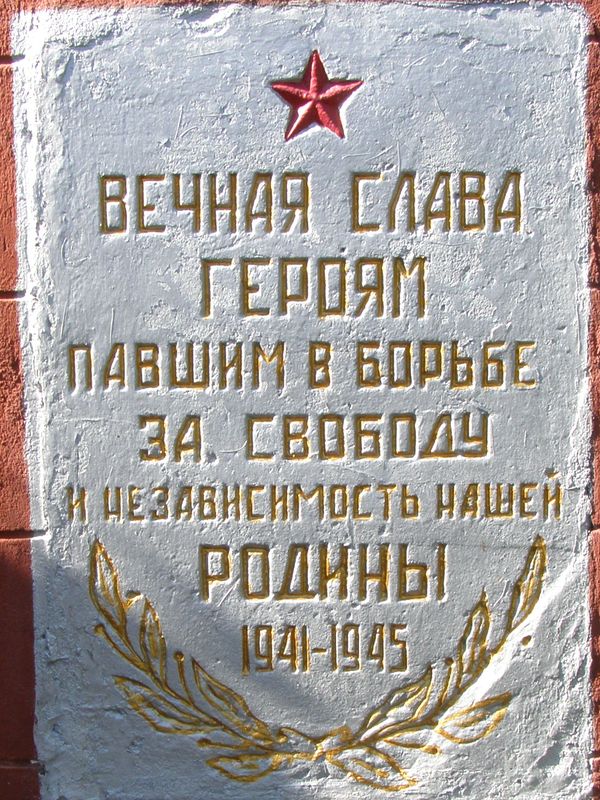 ВЕЧНАЯ СЛАВА
ГЕРОЯМ
ПАВШИМ В БОРЬБЕ
ЗА СВОБОДУ
И НЕЗАВИСИМОСТЬ НАШЕЙ
РОДИНЫ
1941-1945